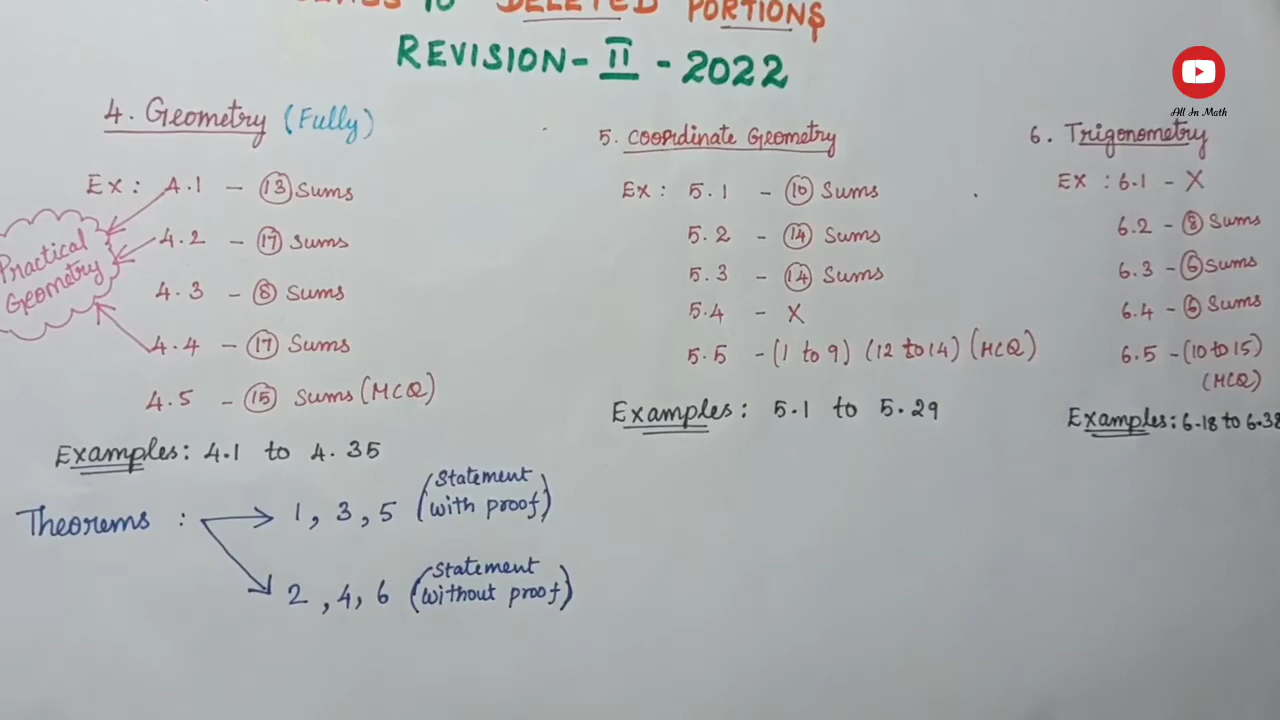 10 DELETED PORTIONS
REVISION - II - 2022
All In Math
4. Geometry (Fully)
Ex : 4.1 - 13 Sums
4.2 - 17 Sums
4.3 - 8 Sums
4.4 - 17 Sums
4.5 - 15 Sums (MCQ)
Practical
Geometry
Examples: 4.1 to 4.35
Theorems : 1, 3, 5 (Statement
with proof)
2, 4, 6 (Statement
without proof)
5. Coordinate Geometry
Ex : 5.1 - 10 Sums
5.2 - 14 Sums
5.3 - 14 Sums
5.4 - X
5.5 - (1 to 9) (12 to 14) (MCQ)
Examples: 5.1 to 5.29
6. Trigonometry
Ex : 6.1 - X
6.2 - 8 Sums
6.3 - 6 Sums
6.4 - 6 Sums
6.5 - (10 to 15)
(MCQ)
Examples: 6.18 to 6.38